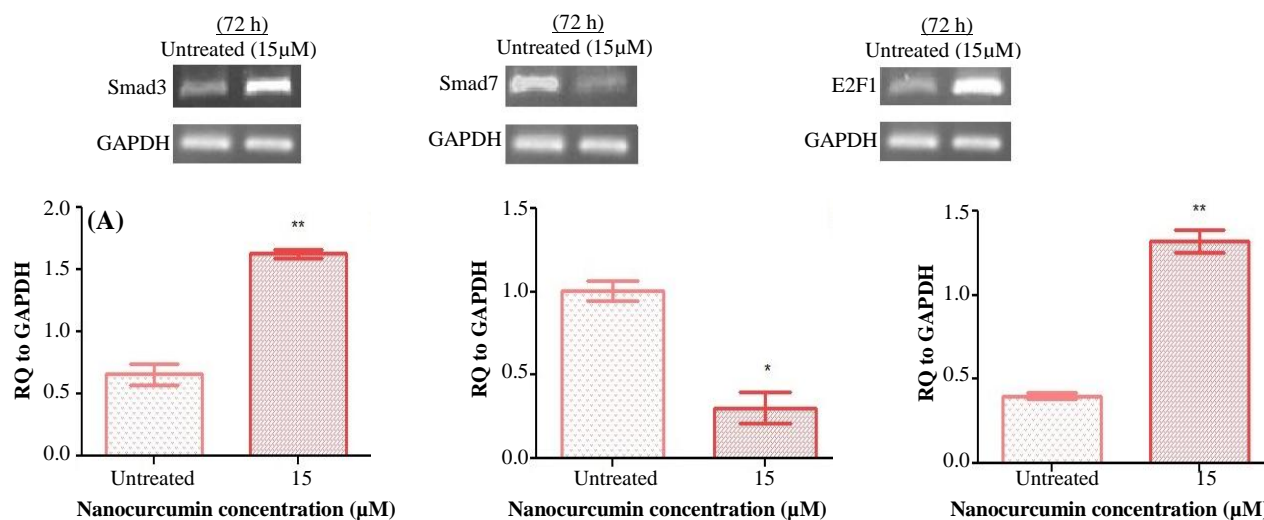 (72 h)
Untreated (15µM)
Smad3
GAPDH
(A)
2.0
1.5
1.0
0.5
0.0
RQ to GAPDH
**
Untreated
15
Nanocurcumin concentration (µM)
(72 h)
Untreated (15µM)
Smad7
GAPDH
1.5
1.0
0.5
0.0
RQ to GAPDH
*
Untreated
15
Nanocurcumin concentration (µM)
(72 h)
Untreated (15µM)
E2F1
GAPDH
1.5
1.0
0.5
0.0
RQ to GAPDH
**
Untreated
15
Nanocurcumin concentration (µM)